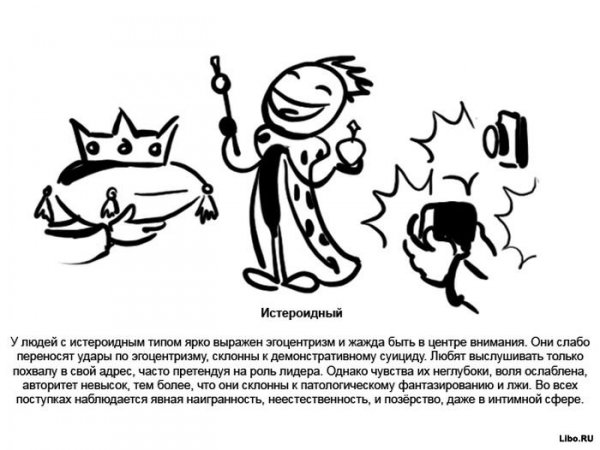 Истероидный
У людей с истероидным типом ярко выражен эгоцентризм и жажда быть в центре внимания. Они слабо
переносят удары по эгоцентризму, склонны к демонстративному суициду. Любят выслушивать только
похвалу в свой адрес, часто претендуя на роль лидера. Однако чувства их неглубоки, воля ослаблена,
авторитет невысок, тем более, что они склонны к патологическому фантазированию и лжи. Во всех
поступках наблюдается явная наигранность, неестественность, и позёрство, даже в интимной сфере.
Libo.RU